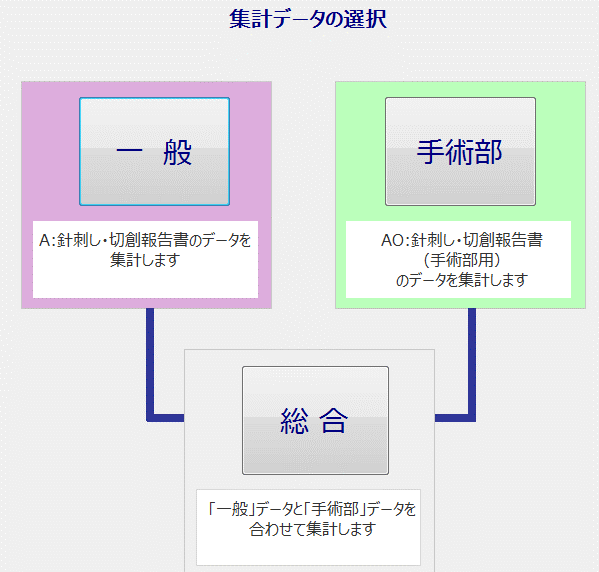 集計データの選択
一 般
手術部
A:針刺し・切創報告書のデータを
集計します
AO:針刺し・切創報告書
(手術部用)
のデータを集計します
総 合
「一般」データと「手術部」データを
合わせて集計します